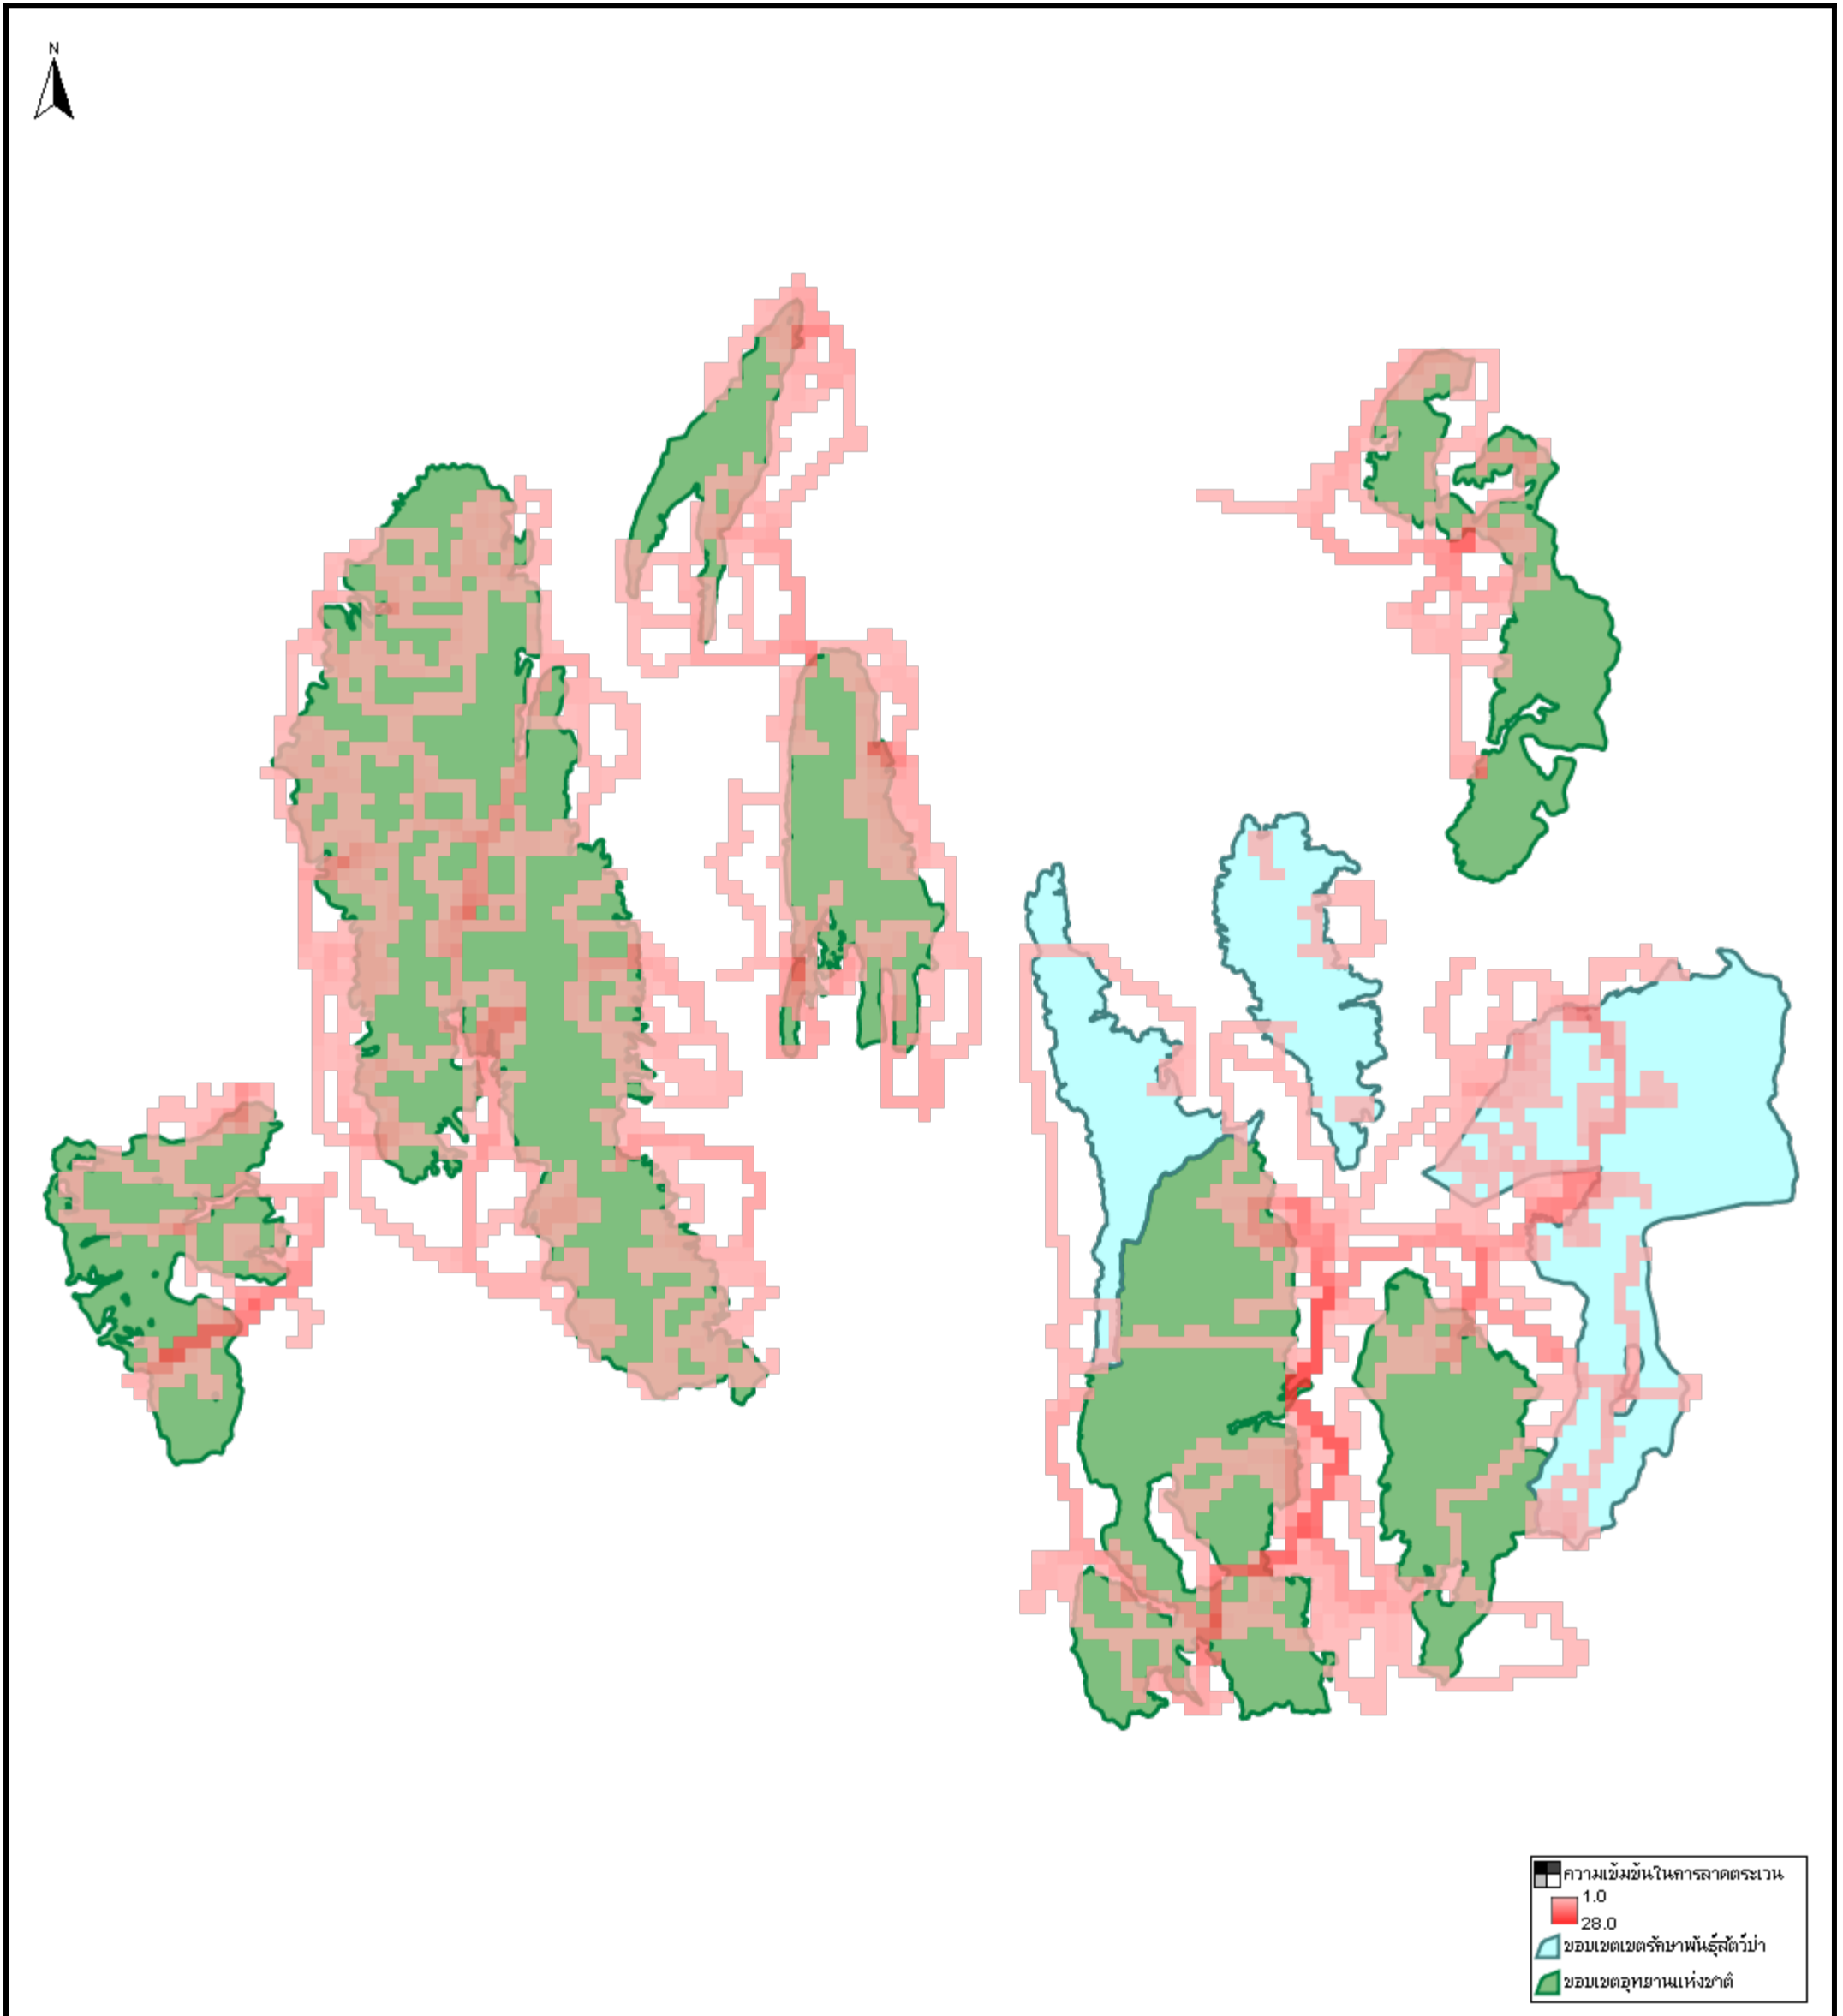 N
ความเข้มข้นในการลาดตระเวน
1.0
28.0
ขอบเขตเขตรักษาพันธุ์สัตว์ป่า
ขอบเขตอุทยานแห่งชาติ